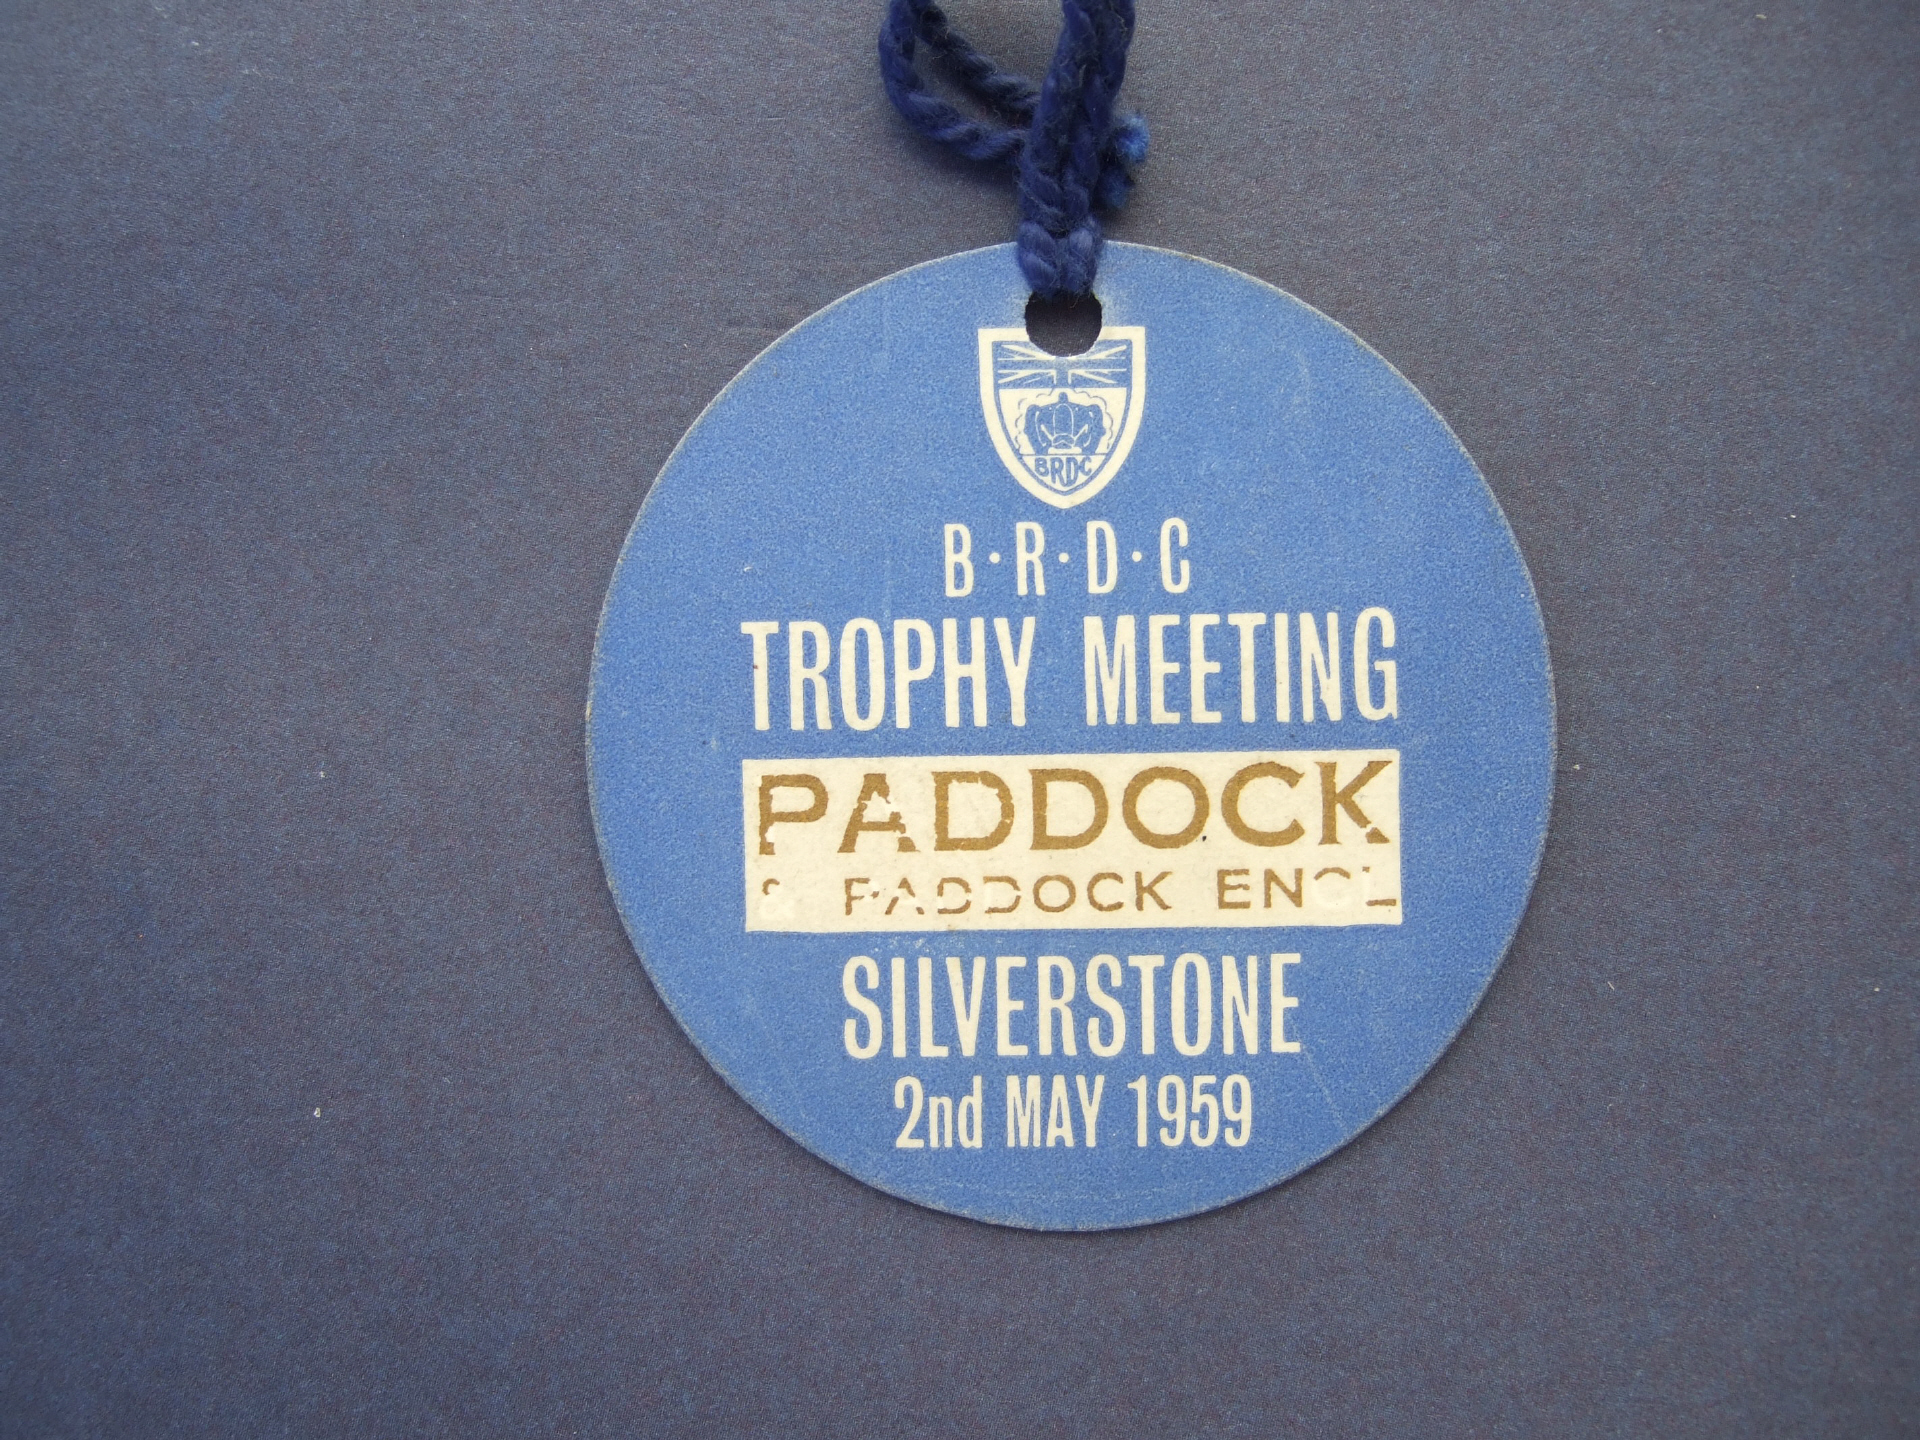 BRDC
B·R·D·C
TROPHY MEETING
PADDOCK
& PADDOCK ENCL
SILVERSTONE
2nd MAY 1959